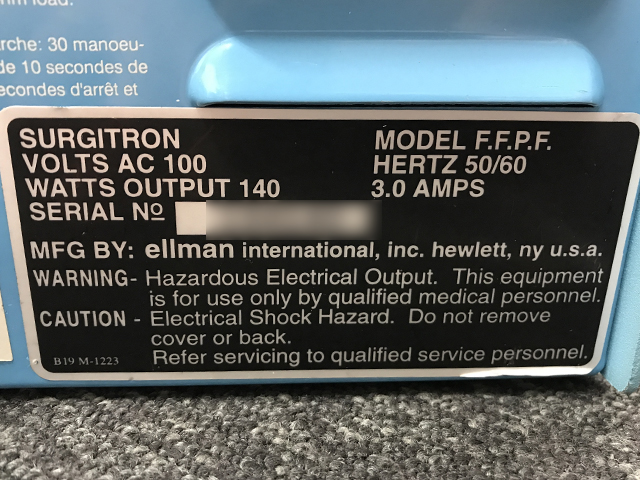 load.
rche: 30 manoeu-
de 10 secondes de
econdes d'arrêt et
SURGITRON MODEL F.F.P.F.
VOLTS AC 100 HERTZ 50/60
WATTS OUTPUT 140 3.0 AMPS
SERIAL Nº
MFG BY: ellman international, inc. hewlett, ny u.s.a.
WARNING- Hazardous Electrical Output. This equipment
is for use only by qualified medical personnel.
CAUTION - Electrical Shock Hazard. Do not remove
cover or back.
B19 M-1223 Refer servicing to qualified service personnel.